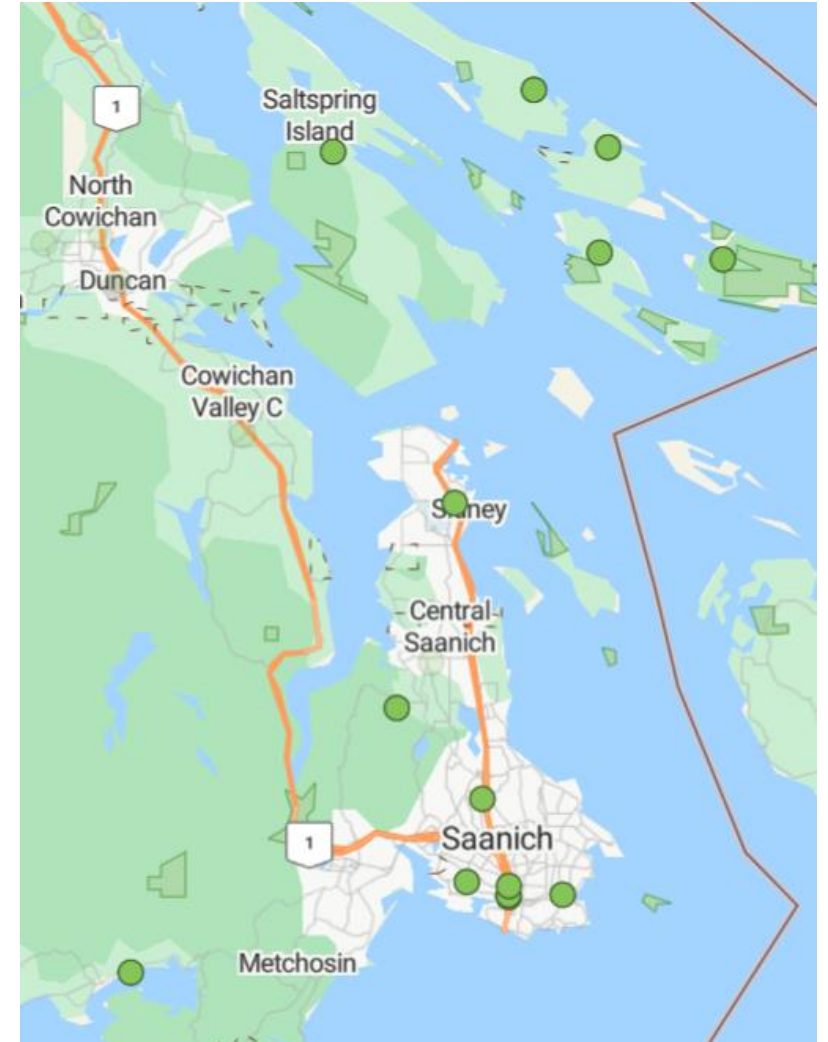 Saltspring
Island
1
North
Cowichan
Duncan
Cowichan
Valley C
Central
Saanich
1
Saanich
Metchosin